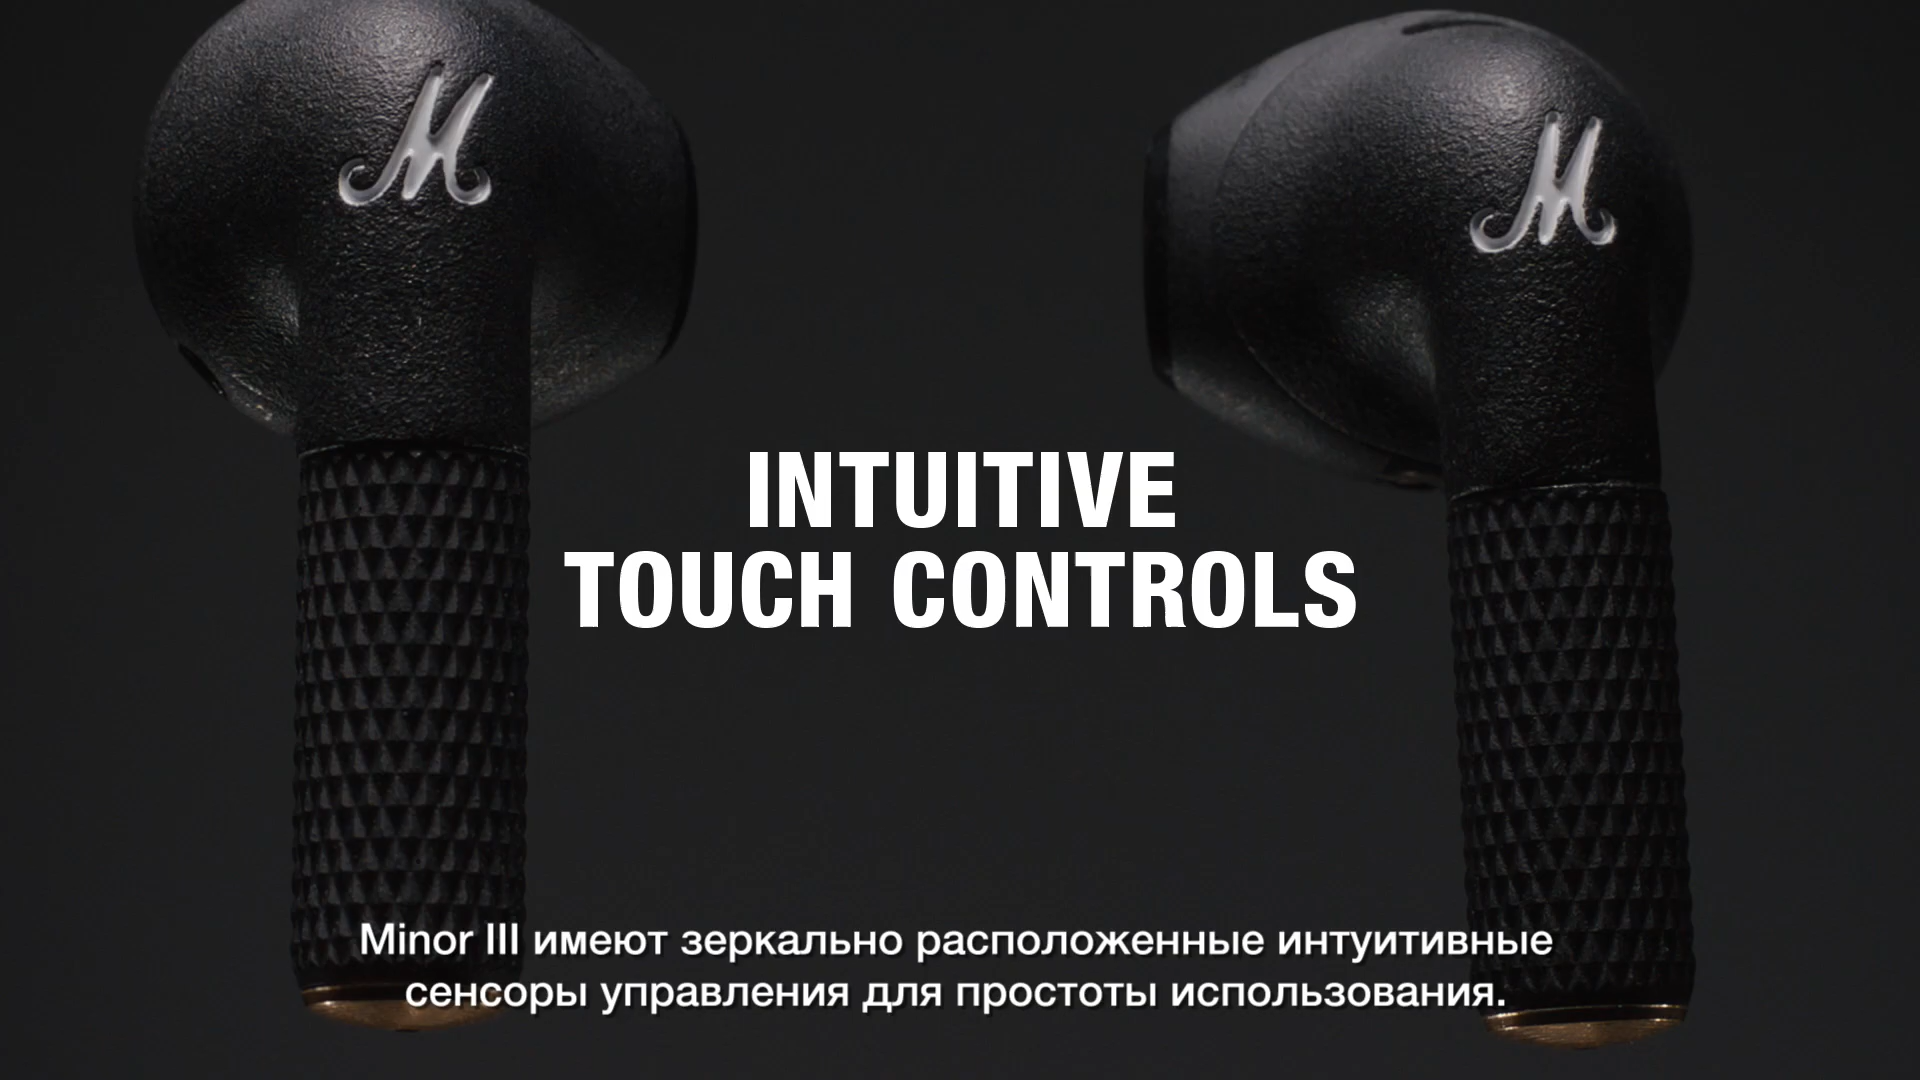 M
M
INTUITIVE
TOUCH CONTROLS
Minor III имеют зеркально расположенные интуитивные
сенсоры управления для простоты использования.